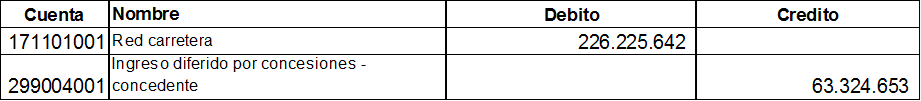 Cuenta Nombre Debito Credito
171101001 Red carretera 226.225.642
Ingreso diferido por concesiones -
299004001 concedente 63.324.653